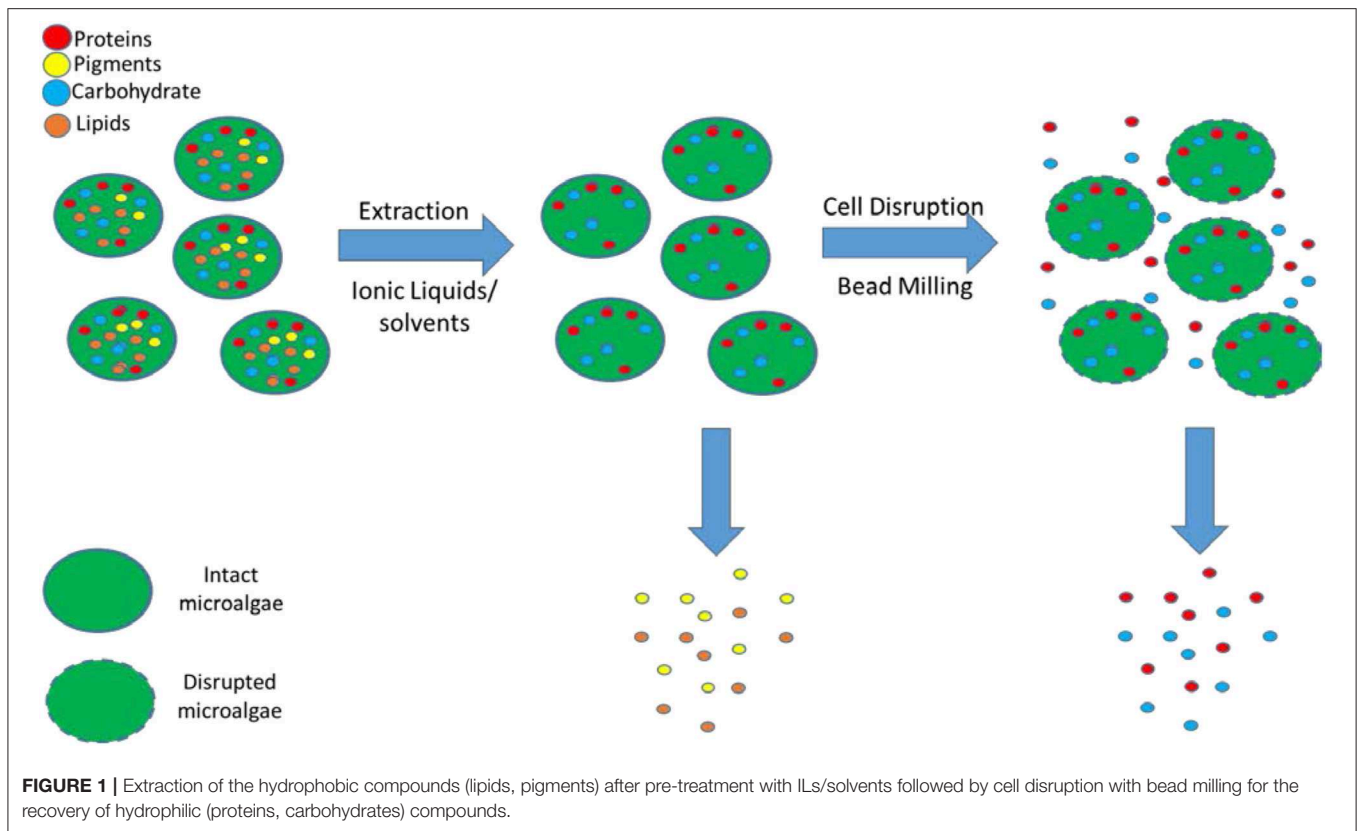 Proteins
Pigments
Carbohydrate
Lipids
Extraction
Ionic Liquids/
solvents
Cell Disruption
Bead Milling
Intact
microalgae
Disrupted
microalgae
FIGURE 1 | Extraction of the hydrophobic compounds (lipids, pigments) after pre-treatment with ILs/solvents followed by cell disruption with bead milling for the
recovery of hydrophilic (proteins, carbohydrates) compounds.